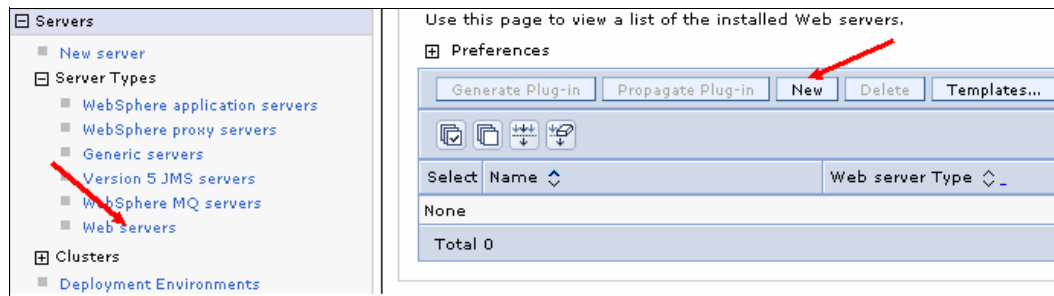 Servers
New server
Server Types
WebSphere application servers
WebSphere proxy servers
Generic servers
Version 5 JMS servers
WebSphere MQ servers
Web servers
Clusters
Deployment Environments
Use this page to view a list of the installed Web servers.
Preferences
Generate Plug-in Propagate Plug-in New Delete Templates...
Select Name Web server Type
None
Total 0